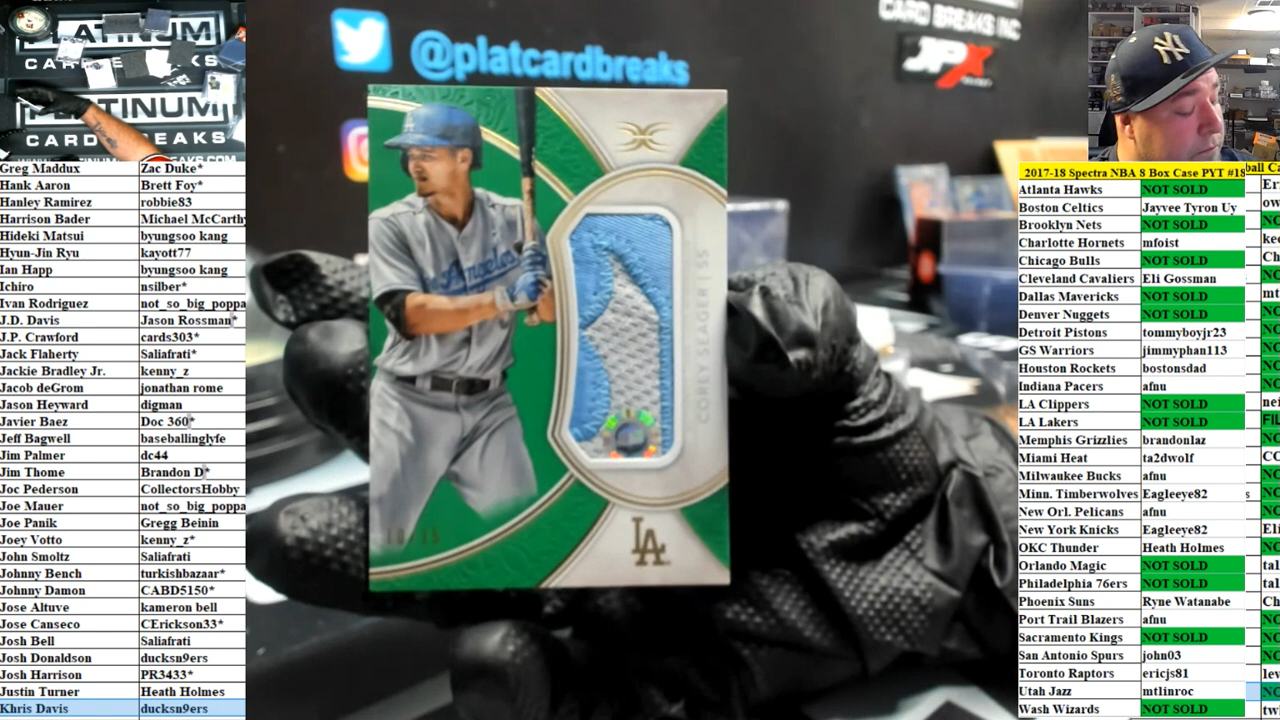 PLATINUM
PLATINUM
CARD BREAKS
@platcardbreaks
CARD BREAKS INC
Los Angeles
COREY SEAGER SS
LA
Greg Maddux Zac Duke*
Hank Aaron Brett Foy*
Hanley Ramirez robbie83
Harrison Bader Michael McCarthy
Hideki Matsui byungsoo kang
Hyun-Jin Ryu kayott77
Ian Happ byungsoo kang
Ichiro nsilber*
Ivan Rodriguez not_so_big_poppa
J.D. Davis Jason Rossman*
J.P. Crawford cards303*
Jack Flaherty Saliafrati*
Jackie Bradley Jr. kenny_z
Jacob deGrom jonathan rome
Jason Heyward digman
Javier Baez Doc 360*
Jeff Bagwell baseballinglyfe
Jim Palmer dc44
Jim Thome Brandon D*
Joc Pederson CollectorsHobby
Joe Mauer not_so_big_poppa
Joe Panik Gregg Beinin
Joey Votto kenny_z*
John Smoltz Saliafrati
Johnny Bench turkishbazaar*
Johnny Damon CABD5150*
Jose Altuve kameron bell
Jose Canseco CErickson33*
Josh Bell Saliafrati
Josh Donaldson ducksn9ers
Josh Harrison PR3433*
Justin Turner Heath Holmes
Khris Davis ducksn9ers
2017-18 Spectra NBA 8 Box Case PYT #18
Atlanta Hawks NOT SOLD
Boston Celtics Jayvee Tyron Uy
Brooklyn Nets NOT SOLD
Charlotte Hornets mfoist
Chicago Bulls NOT SOLD
Cleveland Cavaliers Eli Gossman
Dallas Mavericks NOT SOLD
Denver Nuggets NOT SOLD
Detroit Pistons tommyboyjr23
GS Warriors jimmyphan113
Houston Rockets bostonsdad
Indiana Pacers afnu
LA Clippers NOT SOLD
LA Lakers NOT SOLD
Memphis Grizzlies brandonlaz
Miami Heat ta2dwolf
Milwaukee Bucks afnu
Minn. Timberwolves Eagleeye82
New Orl. Pelicans afnu
New York Knicks Eagleeye82
OKC Thunder Heath Holmes
Orlando Magic NOT SOLD
Philadelphia 76ers NOT SOLD
Phoenix Suns Ryne Watanabe
Port Trail Blazers afnu
Sacramento Kings NOT SOLD
San Antonio Spurs john03
Toronto Raptors ericjs81
Utah Jazz mtlinroc
Wash Wizards NOT SOLD